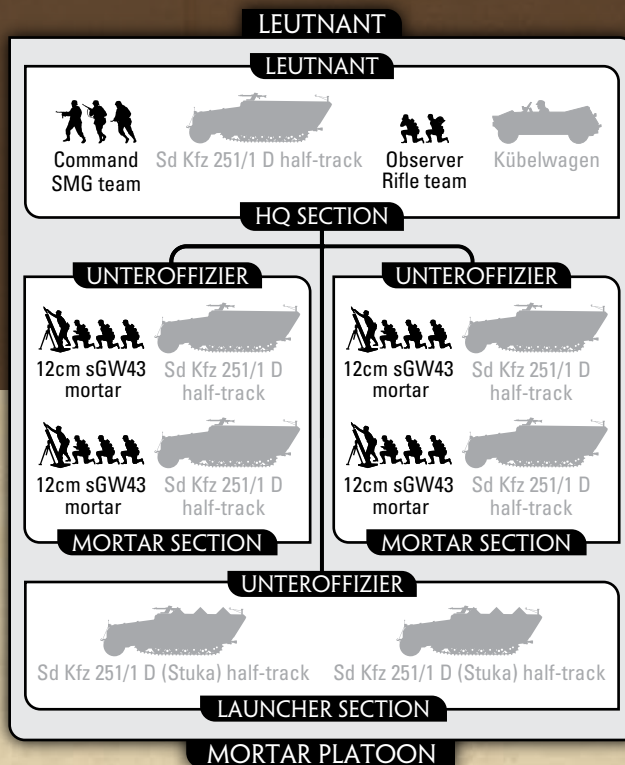 LEUTNANT
LEUTNANT
Command
SMG team
Sd Kfz 251/1 D half-track
Observer
Rifle team
Kübelwagen
HQ SECTION
UNTEROFFIZIER
12cm sGW43
mortar
Sd Kfz 251/1 D
half-track
12cm sGW43
mortar
Sd Kfz 251/1 D
half-track
MORTAR SECTION
UNTEROFFIZIER
12cm sGW43
mortar
Sd Kfz 251/1 D
half-track
12cm sGW43
mortar
Sd Kfz 251/1 D
half-track
MORTAR SECTION
UNTEROFFIZIER
Sd Kfz 251/1 D (Stuka) half-track
Sd Kfz 251/1 D (Stuka) half-track
LAUNCHER SECTION
MORTAR PLATOON